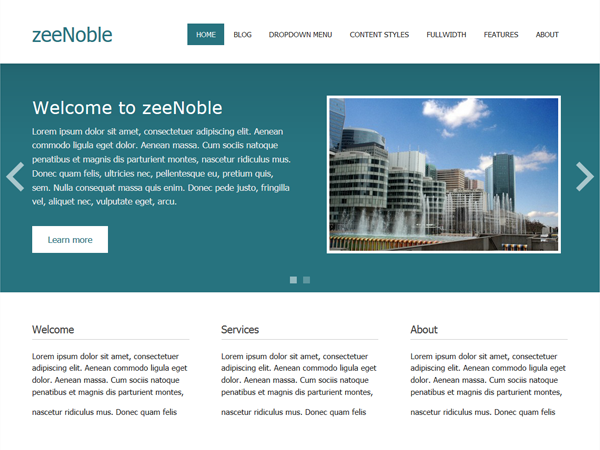 zeeNoble
HOME BLOG DROPDOWN MENU CONTENT STYLES FULLWIDTH FEATURES ABOUT
Welcome to zeeNoble
Lorem ipsum dolor sit amet, consectetuer adipiscing elit. Aenean
commodo ligula eget dolor. Aenean massa. Cum sociis natoque
penatibus et magnis dis parturient montes, nascetur ridiculus mus.
Donec quam felis, ultricies nec, pellentesque eu, pretium quis,
sem. Nulla consequat massa quis enim. Donec pede justo, fringilla
vel, aliquet nec, vulputate eget, arcu.
Learn more
Welcome
Lorem ipsum dolor sit amet, consectetuer
adipiscing elit. Aenean commodo ligula eget
dolor. Aenean massa. Cum sociis natoque
penatibus et magnis dis parturient montes,
nascetur ridiculus mus. Donec quam felis
Services
Lorem ipsum dolor sit amet, consectetuer
adipiscing elit. Aenean commodo ligula eget
dolor. Aenean massa. Cum sociis natoque
penatibus et magnis dis parturient montes,
nascetur ridiculus mus. Donec quam felis
About
Lorem ipsum dolor sit amet, consectetuer
adipiscing elit. Aenean commodo ligula eget
dolor. Aenean massa. Cum sociis natoque
penatibus et magnis dis parturient montes,
nascetur ridiculus mus. Donec quam felis